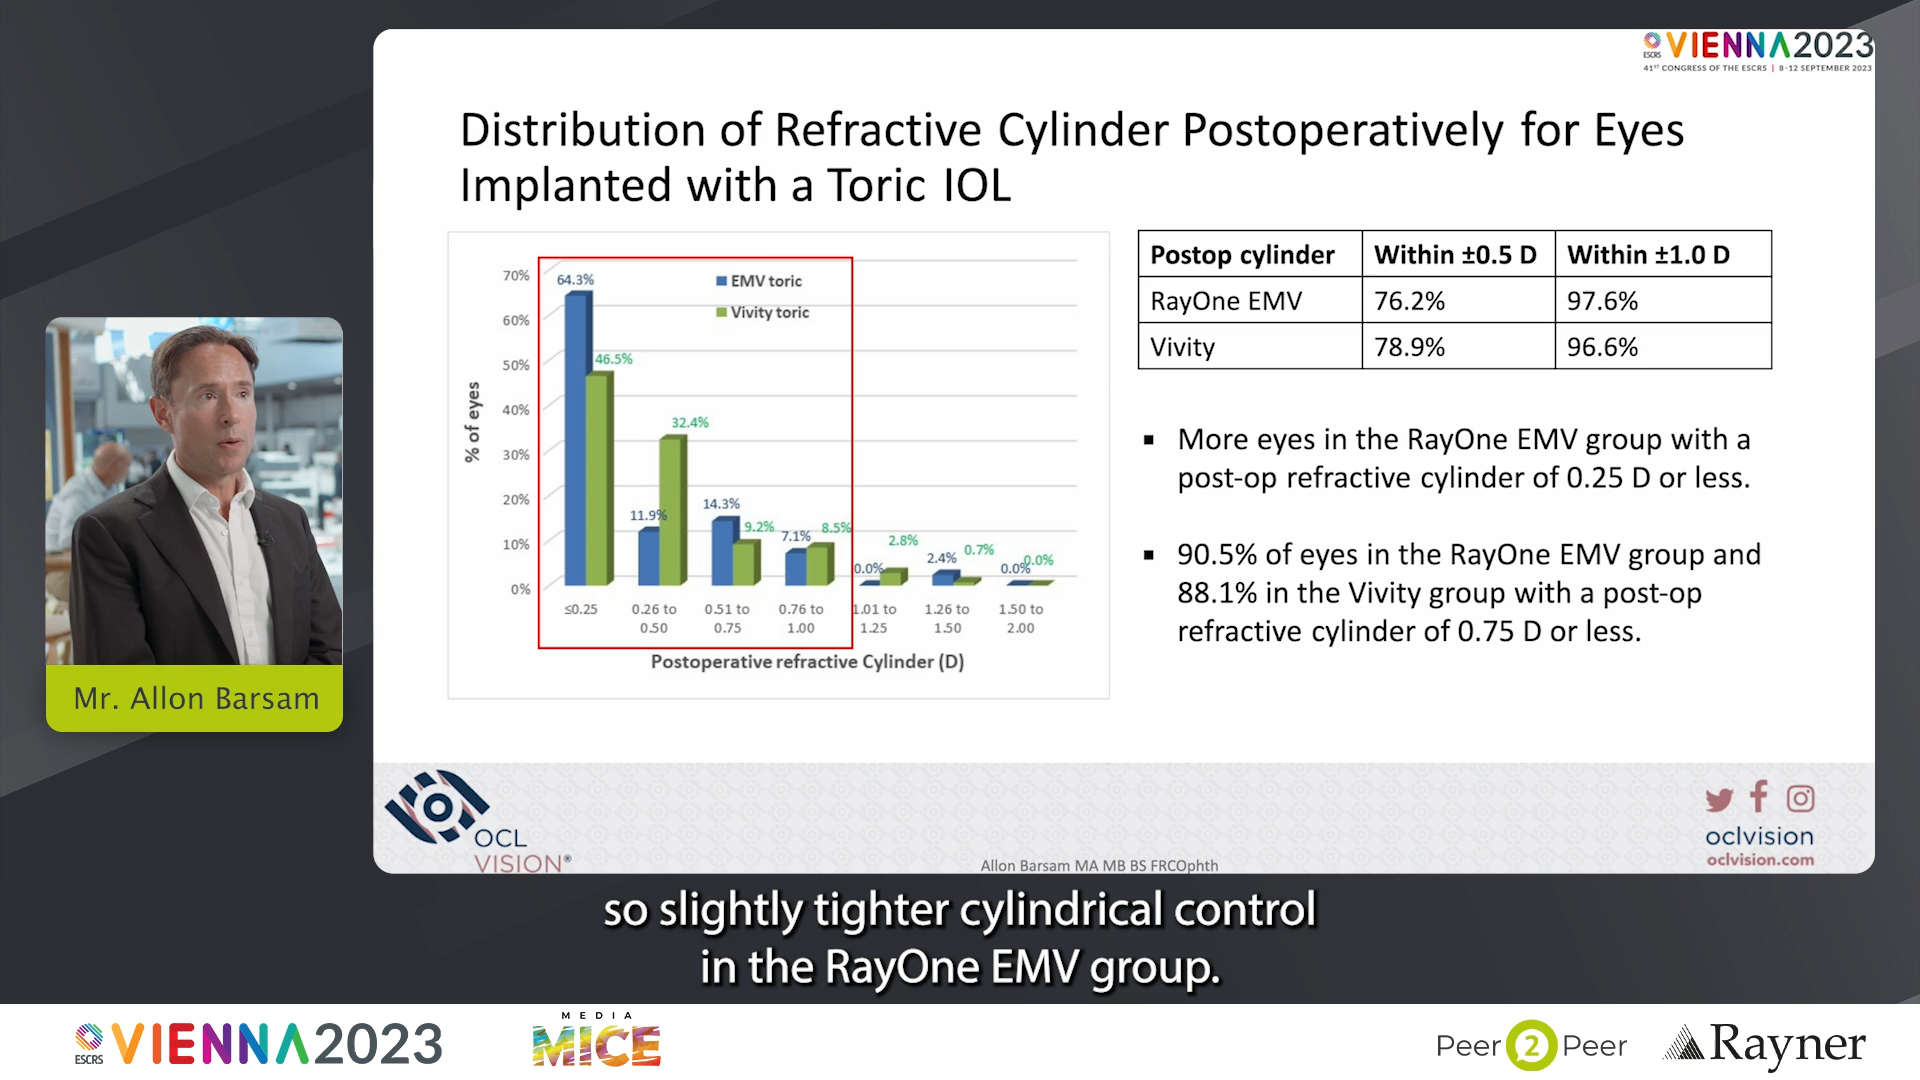 ESCRS VIENNA2023
41ST CONGRESS OF THE ESCRS | 8-12 SEPTEMBER 2023
Distribution of Refractive Cylinder Postoperatively for Eyes
Implanted with a Toric IOL
% of eyes
70%
60%
50%
40%
30%
20%
10%
0%
EMV toric
Vivity toric
64.3%
46.5%
11.9%
32.4%
14.3%
9.2%
7.1%
8.5%
0.0%
2.8%
2.4%
0.7%
0.0%
0.0%
≤0.25
0.26 to 0.50
0.51 to 0.75
0.76 to 1.00
1.01 to 1.25
1.26 to 1.50
1.50 to 2.00
Postoperative refractive Cylinder (D)
Postop cylinder Within ±0.5 D Within ±1.0 D
RayOne EMV 76.2% 97.6%
Vivity 78.9% 96.6%
▪ More eyes in the RayOne EMV group with a
post-op refractive cylinder of 0.25 D or less.
▪ 90.5% of eyes in the RayOne EMV group and
88.1% in the Vivity group with a post-op
refractive cylinder of 0.75 D or less.
Mr. Allon Barsam
OCL
VISION®
Allon Barsam MA MB BS FRCOphth
oclvision
oclvision.com
so slightly tighter cylindrical control
in the RayOne EMV group.
ESCRS VIENNA2023
MEDIA
MICE
Peer 2 Peer
Rayner